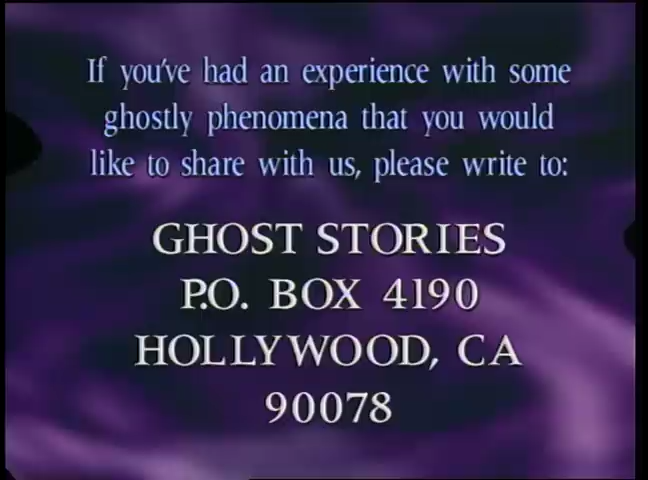 If you've had an experience with some
ghostly phenomena that you would
like to share with us, please write to:
GHOST STORIES
P.O. BOX 4190
HOLLYWOOD, CA
90078